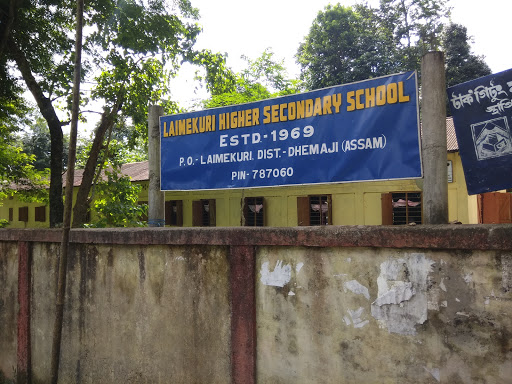 LAIMEKURI HIGHER SECONDARY SCHOOL
ESTD-1969
P.O.- LAIMEKURI. DIST.- DHEMAJI (ASSAM)
PIN-787060